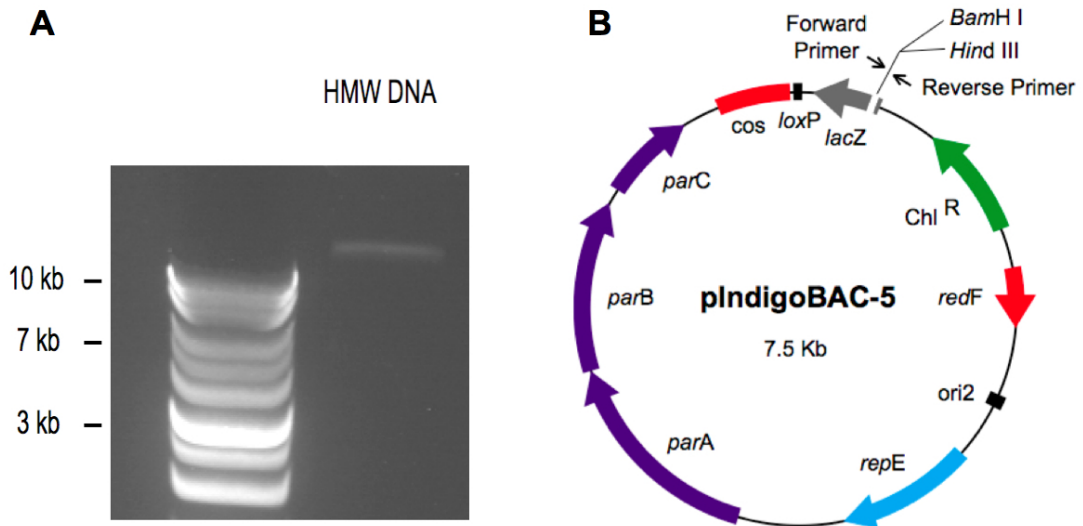 A
HMW DNA
10 kb
7 kb
3 kb
B
BamH I
Hind III
Forward
Primer
Reverse Primer
cos
loxP
lacZ
parC
Chl R
parB
redF
pIndigoBAC-5
7.5 Kb
ori2
parA
repE